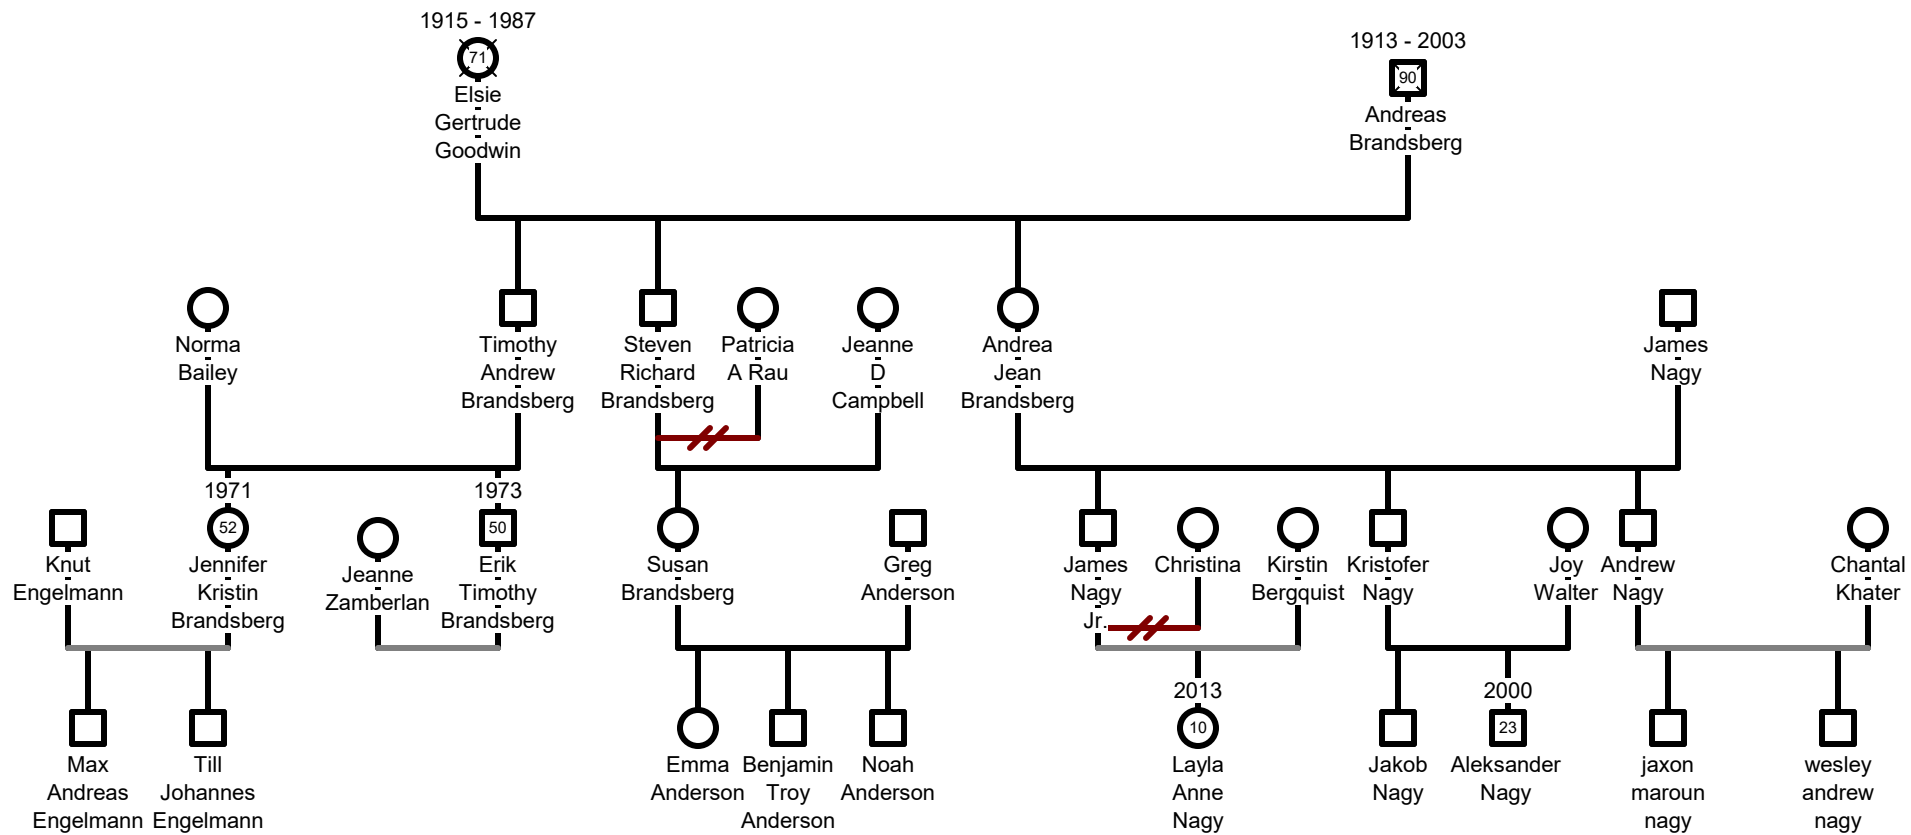 1915 - 1987
71
Elsie
Gertrude
Goodwin
1913 - 2003
90
Andreas
Brandsberg
Norma
Bailey
Timothy
Andrew
Brandsberg
Steven
Richard
Brandsberg
Patricia
A Rau
Jeanne
D
Campbell
Andrea
Jean
Brandsberg
James
Nagy
Knut
Engelmann
1971
52
Jennifer
Kristin
Brandsberg
Jeanne
Zamberlan
1973
50
Erik
Timothy
Brandsberg
Susan
Brandsberg
Greg
Anderson
James
Nagy
Jr.
Christina
Kirstin
Bergquist
Kristofer
Nagy
Joy
Walter
Andrew
Nagy
Chantal
Khater
Max
Andreas
Engelmann
Till
Johannes
Engelmann
Emma
Anderson
Benjamin
Troy
Anderson
Noah
Anderson
2013
10
Layla
Anne
Nagy
Jakob
Nagy
2000
23
Aleksander
Nagy
jaxon
maroun
nagy
wesley
andrew
nagy